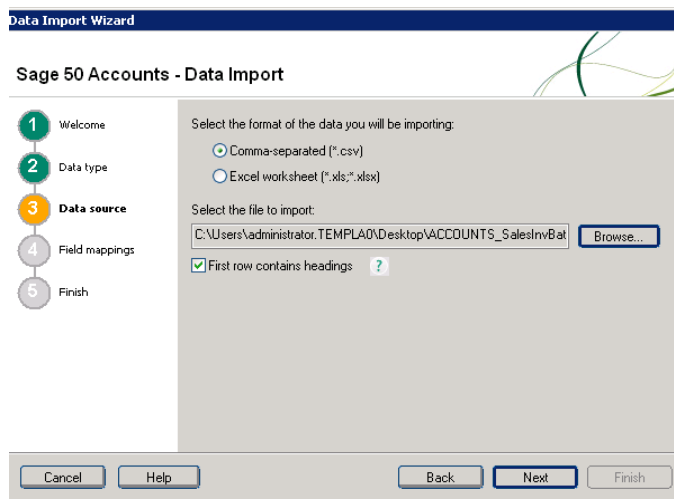 Data Import Wizard
Sage 50 Accounts - Data Import
1 Welcome
2 Data type
3 Data source
4 Field mappings
5 Finish
Select the format of the data you will be importing:
Comma-separated (*.csv)
Excel worksheet (*.xls;*.xlsx)
Select the file to import:
C:\Users\administrator.TEMPLA0\Desktop\ACCOUNTS_SalesInvBat Browse...
First row contains headings ?
Cancel Help Back Next Finish